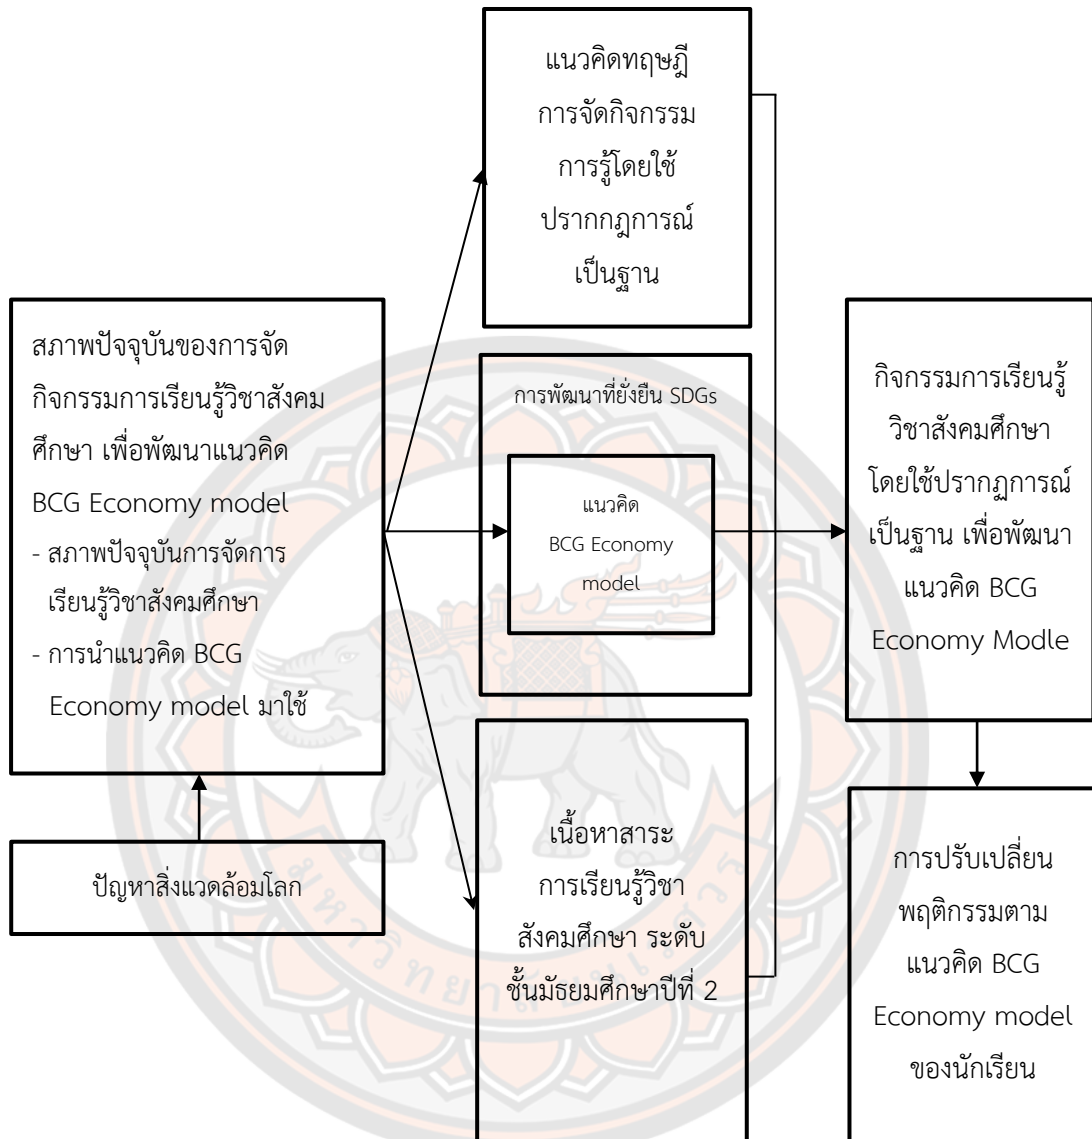 แนวคิดทฤษฎี
การจัดกิจกรรม
การรู้โดยใช้
ปรากกฎการณ์
เป็นฐาน
สภาพปัจจุบันของการจัด
กิจกรรมการเรียนรู้วิชาสังคม
ศึกษา เพื่อพัฒนาแนวคิด
BCG Economy model
- สภาพปัจจุบันการจัดการ
เรียนรู้วิชาสังคมศึกษา
- การนำแนวคิด BCG
Economy model มาใช้
ปัญหาสิ่งแวดล้อมโลก
การพัฒนาที่ยั่งยืน SDGs
แนวคิด
BCG Economy
model
เนื้อหาสาระ
การเรียนรู้วิชา
สังคมศึกษา ระดับ
ชั้นมัธยมศึกษาปีที่ 2
กิจกรรมการเรียนรู้
วิชาสังคมศึกษา
โดยใช้ปรากฏการณ์
เป็นฐาน เพื่อพัฒนา
แนวคิด BCG
Economy Modle
การปรับเปลี่ยน
พฤติกรรมตาม
แนวคิด BCG
Economy model
ของนักเรียน
มหาวิทยาลัยนเรศวร